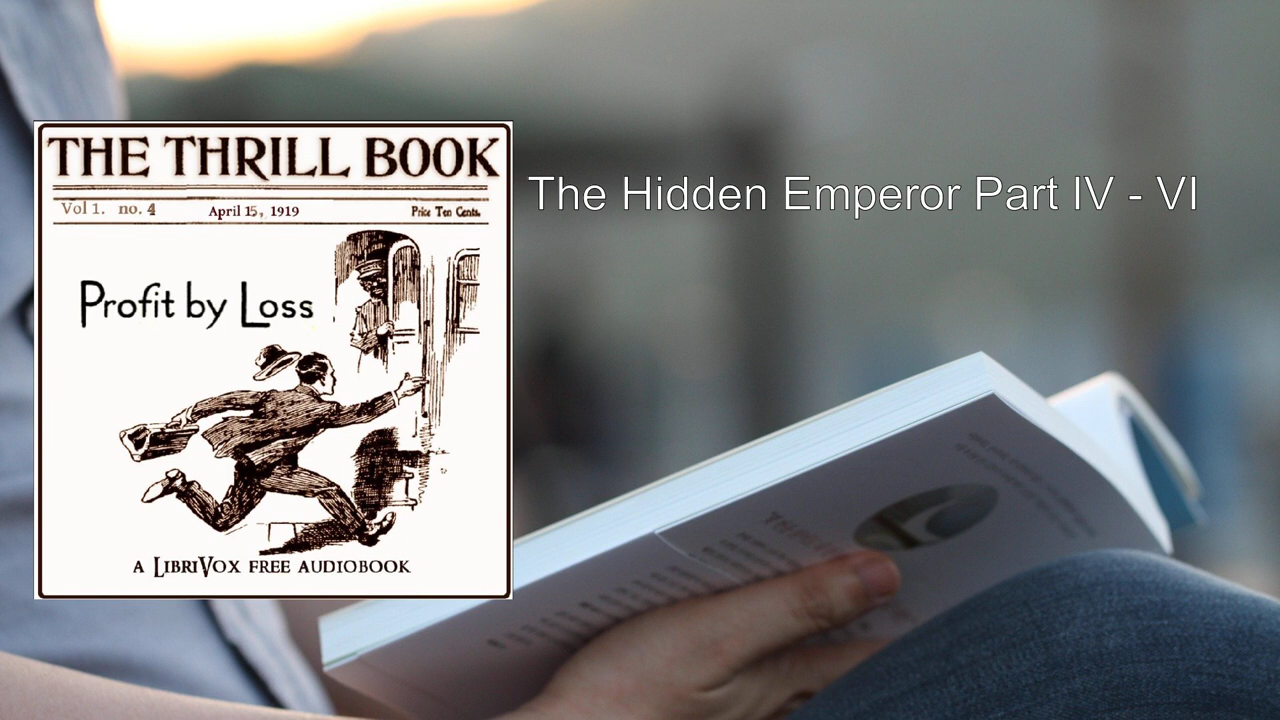 THE THRILL BOOK
Vol 1. no. 4 April 15, 1919 Price Ten Cents.
Profit by Loss
A LIBRIVOX FREE AUDIOBOOK
The Hidden Emperor Part IV - VI